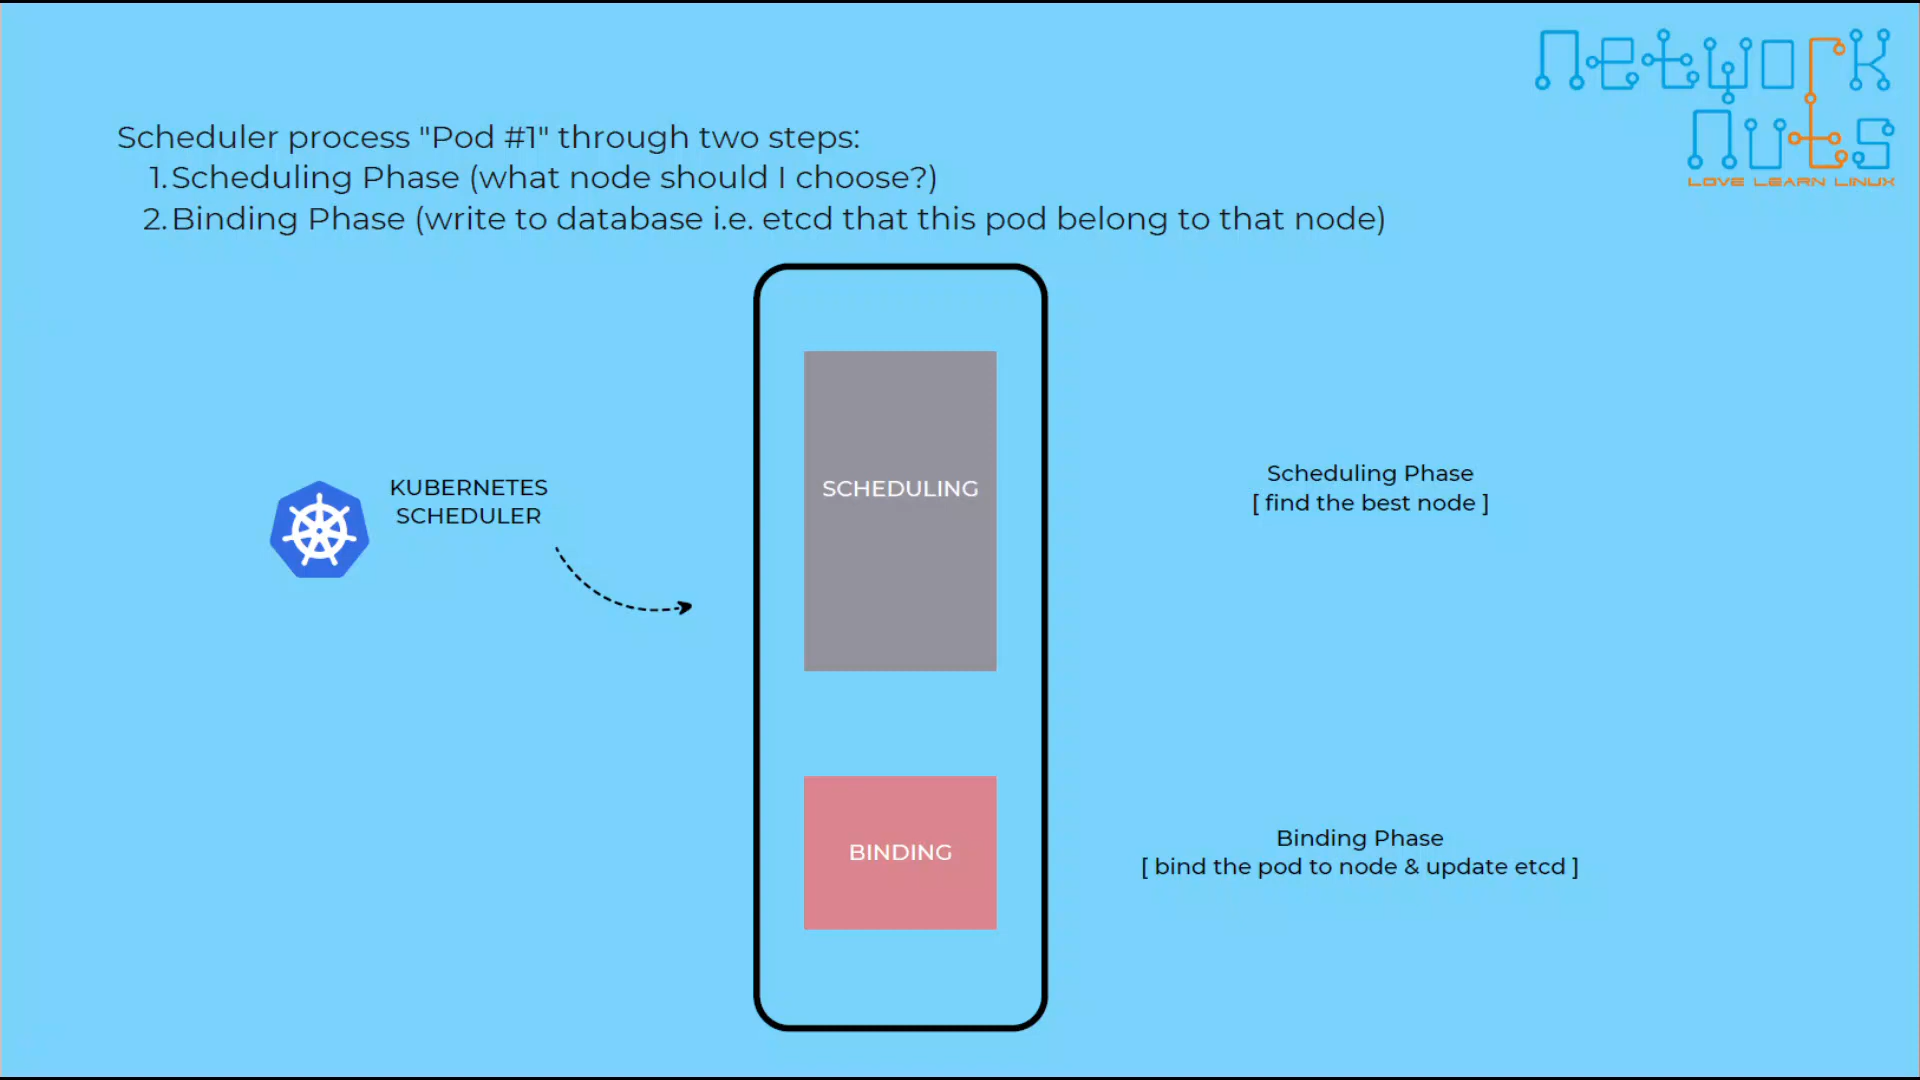 Network
Nuts
LOVE LEARN LINUX
Scheduler process "Pod #1" through two steps:
1. Scheduling Phase (what node should I choose?)
2. Binding Phase (write to database i.e. etcd that this pod belong to that node)
KUBERNETES
SCHEDULER
SCHEDULING
Scheduling Phase
[ find the best node ]
BINDING
Binding Phase
[ bind the pod to node & update etcd ]